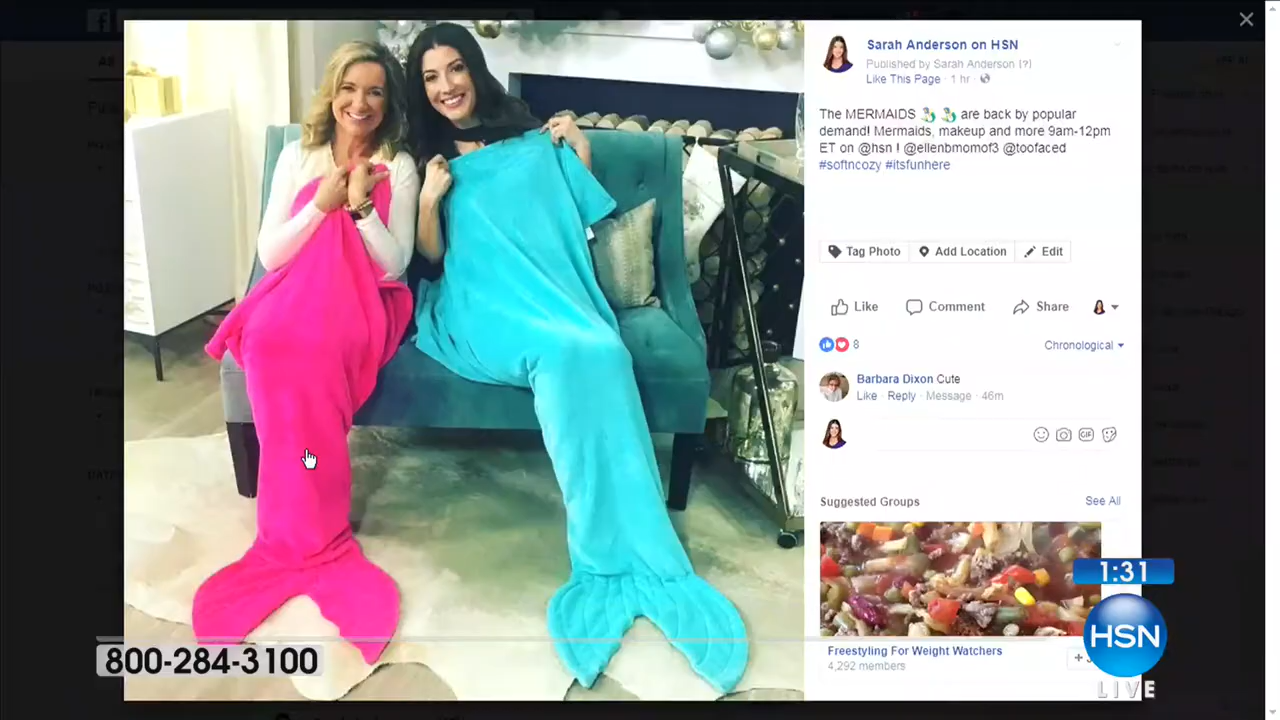 Sarah Anderson on HSN
Published by Sarah Anderson [?]
Like This Page · 1 hr ·
The MERMAIDS 🧜‍♀️ 🧜‍♀️ are back by popular
demand! Mermaids, makeup and more 9am-12pm
ET on @hsn ! @ellenbmomof3 @toofaced
#softncozy #itsfunhere
Tag Photo
Add Location
Edit
Like
Comment
Share
8
Chronological
Barbara Dixon Cute
Like · Reply · Message · 46m
GIF
Suggested Groups
See All
Freestyling For Weight Watchers
4,292 members
1:31
HSN
LIVE
800-284-3100